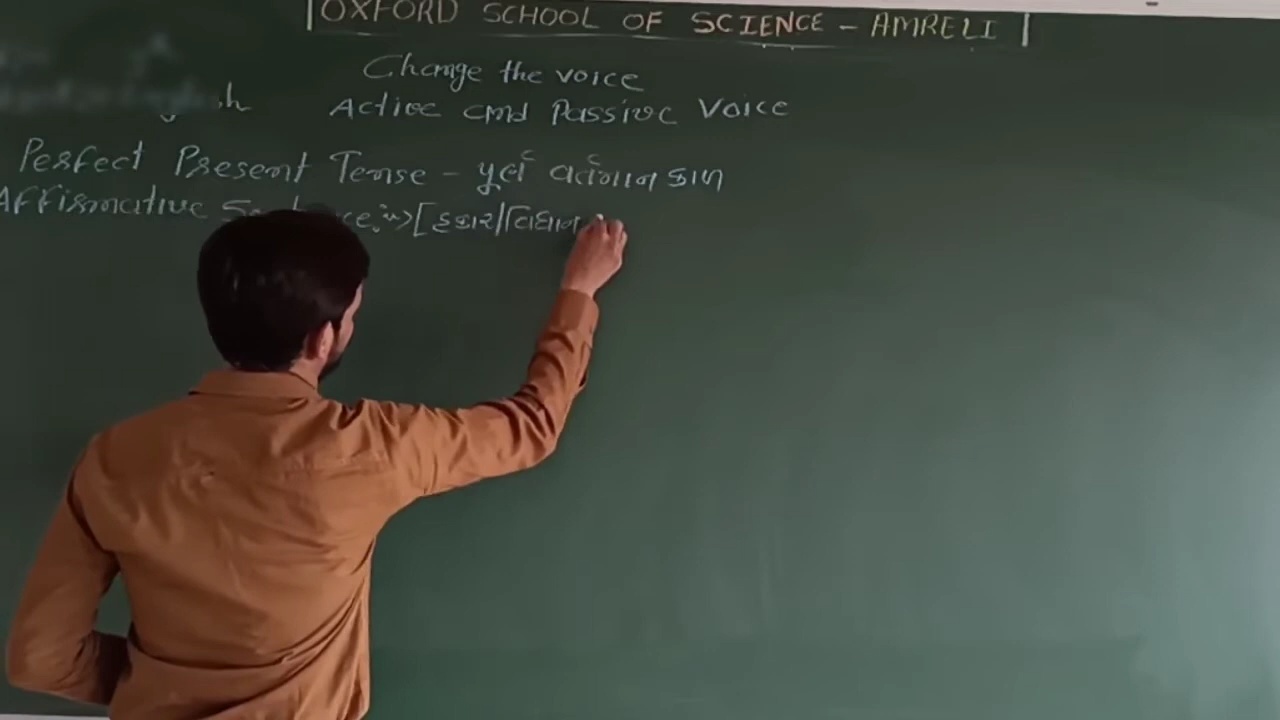 OXFORD SCHOOL OF SCIENCE - AMRELI
Change the voice
Active and Passive Voice
Perfect Present Tense - પૂર્ણ વર્તમાન કાળ
Affirmative :-> [હકાર/વિધાન